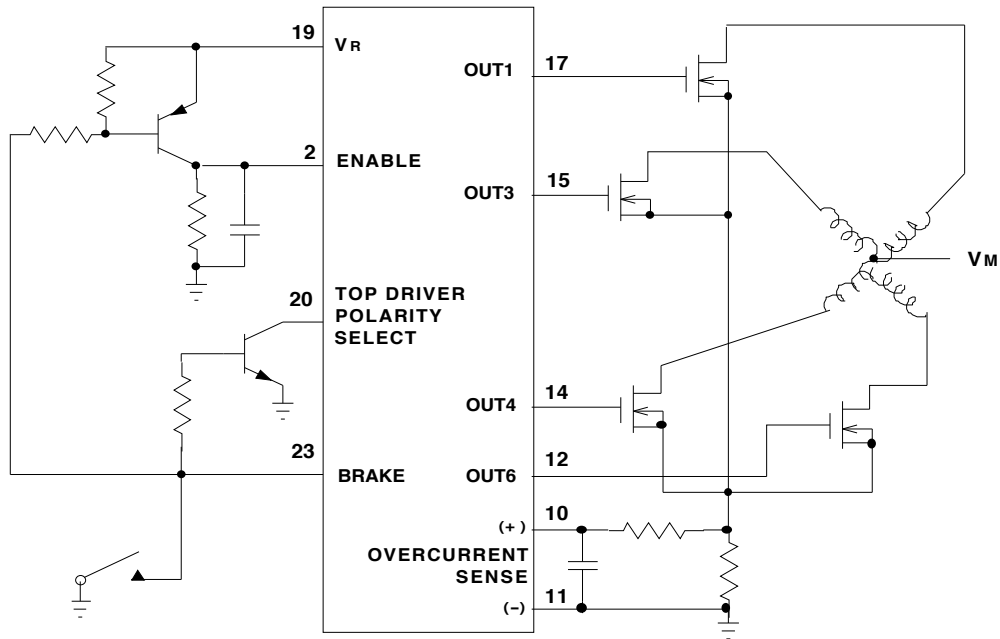 19
VR
OUT1
17
2
ENABLE
OUT3
15
VM
20
TOP DRIVER
POLARITY
SELECT
OUT4
14
23
BRAKE
OUT6
12
(+)
10
OVERCURRENT
SENSE
(-)
11